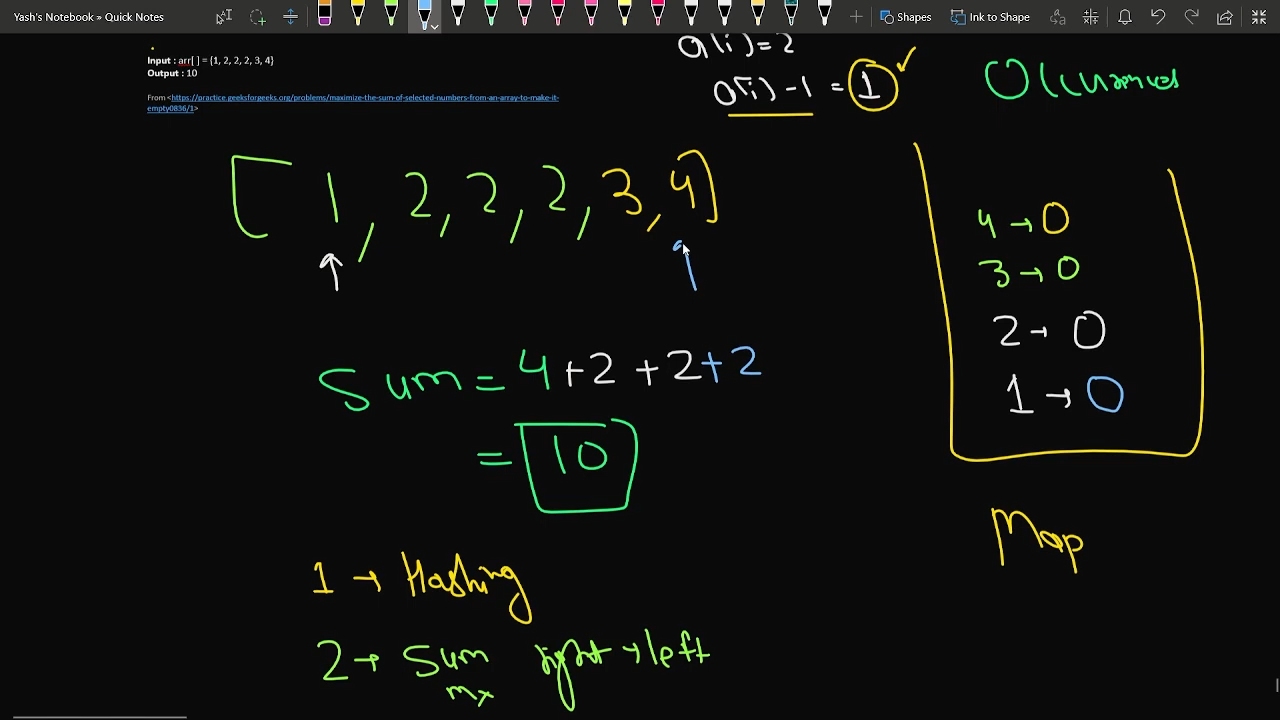 Yash's Notebook » Quick Notes
Shapes
Ink to Shape
Input : arr[ ] = {1, 2, 2, 2, 3, 4}
Output : 10
From <https://practice.geeksforgeeks.org/problems/maximize-the-sum-of-selected-numbers-from-an-array-to-make-it-
empty0836/1>
a(i) = 2
a(i) - 1 = 1 ✓
[ 1, 2, 2, 2, 3, 4 ]
Sum = 4 + 2 + 2 + 2
= 10
1 → Hashing
2 → Sum right → left
mx
4 → 0
3 → 0
2 → 0
1 → 0
Map